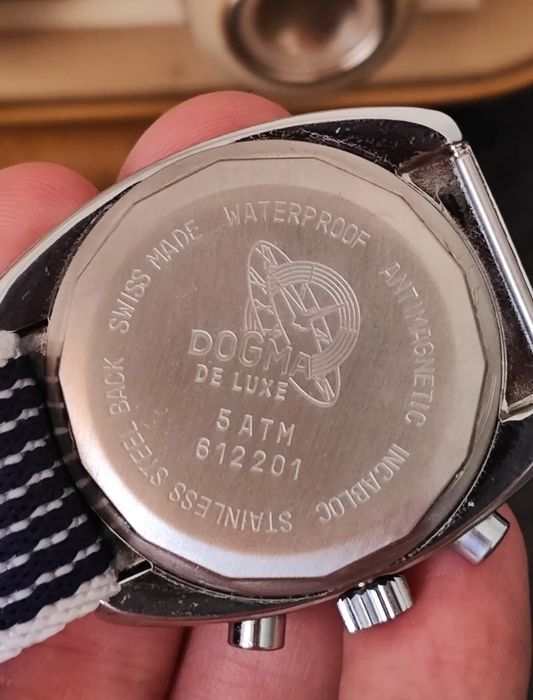 SWISS MADE WATERPROOF ANTIMAGNETIC INCABLOC STAINLESS STEEL BACK
DOGMA
DE LUXE
5 ATM
612201